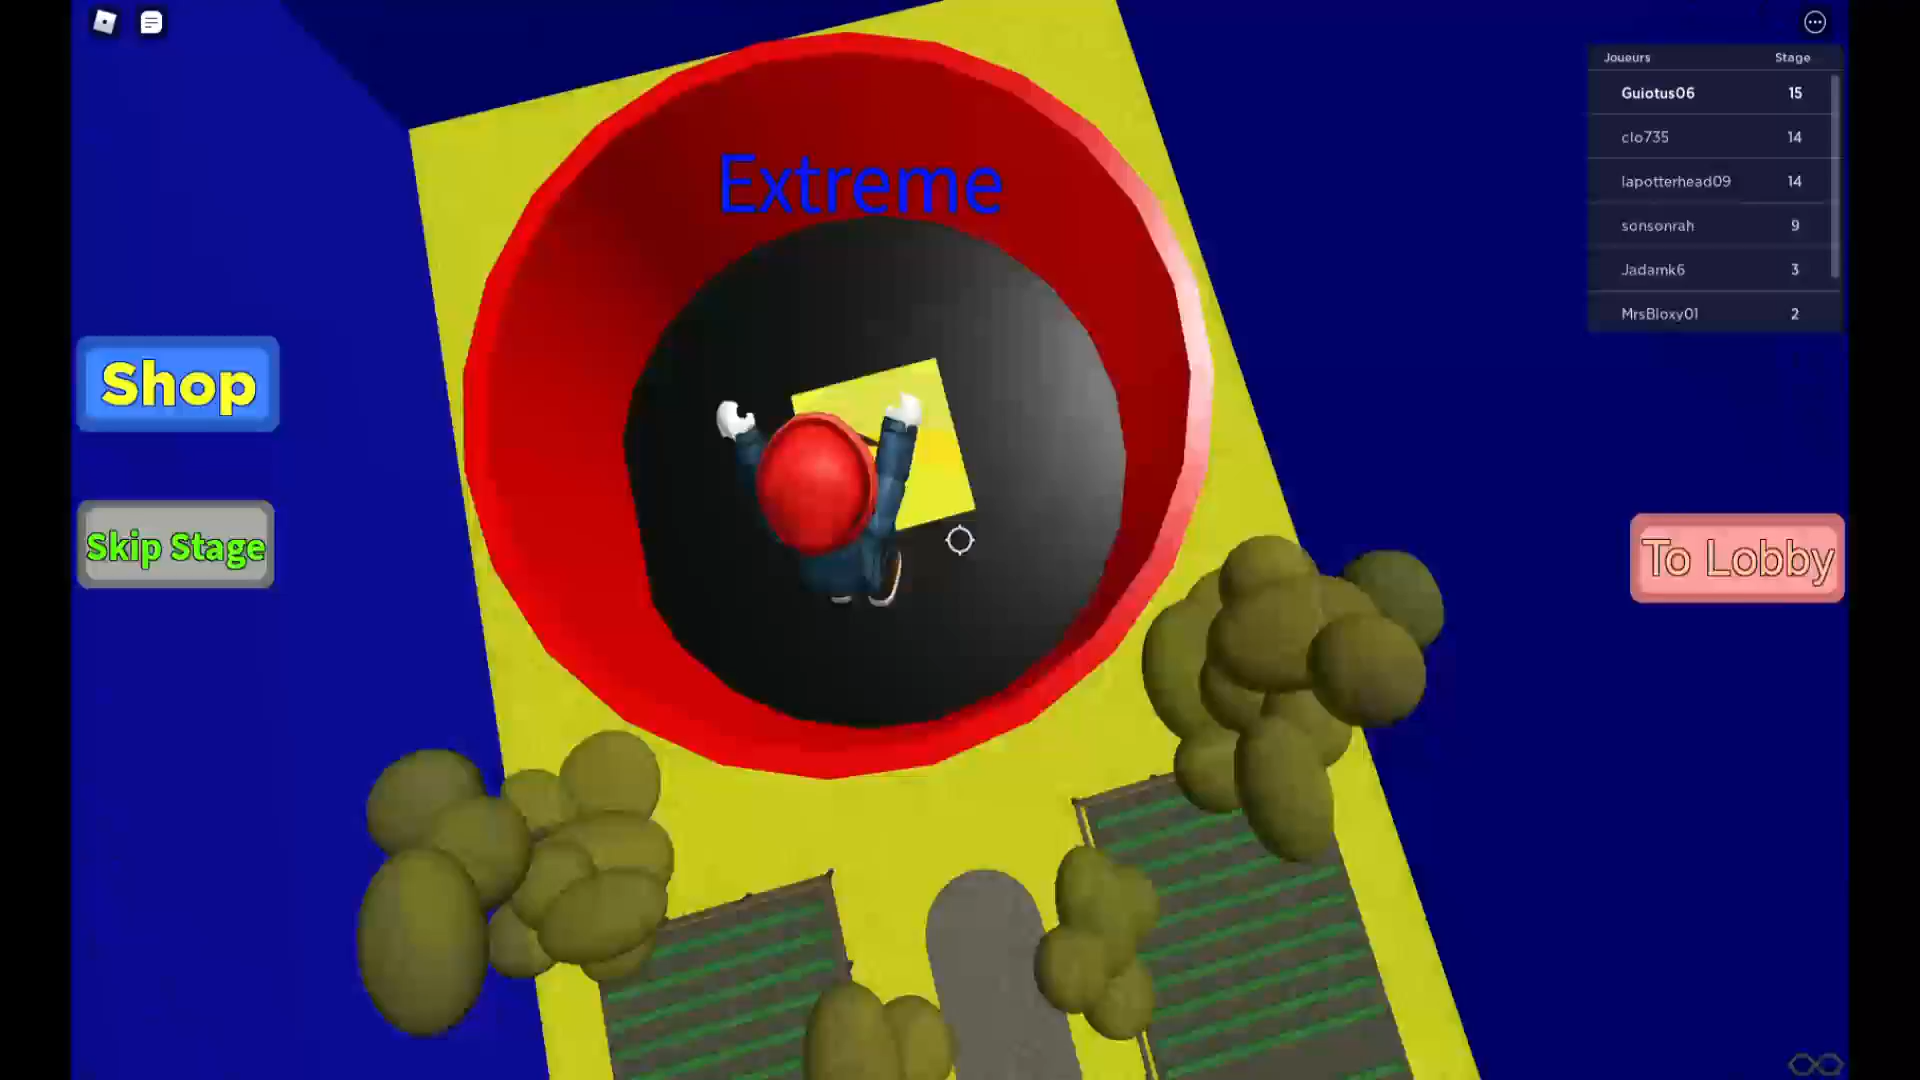 Joueurs Stage
Guiotus06 15
clo735 14
lapotterhead09 14
sonsonrah 9
Jadamk6 3
MrsBloxy01 2
Extreme
Shop
Skip Stage
To Lobby